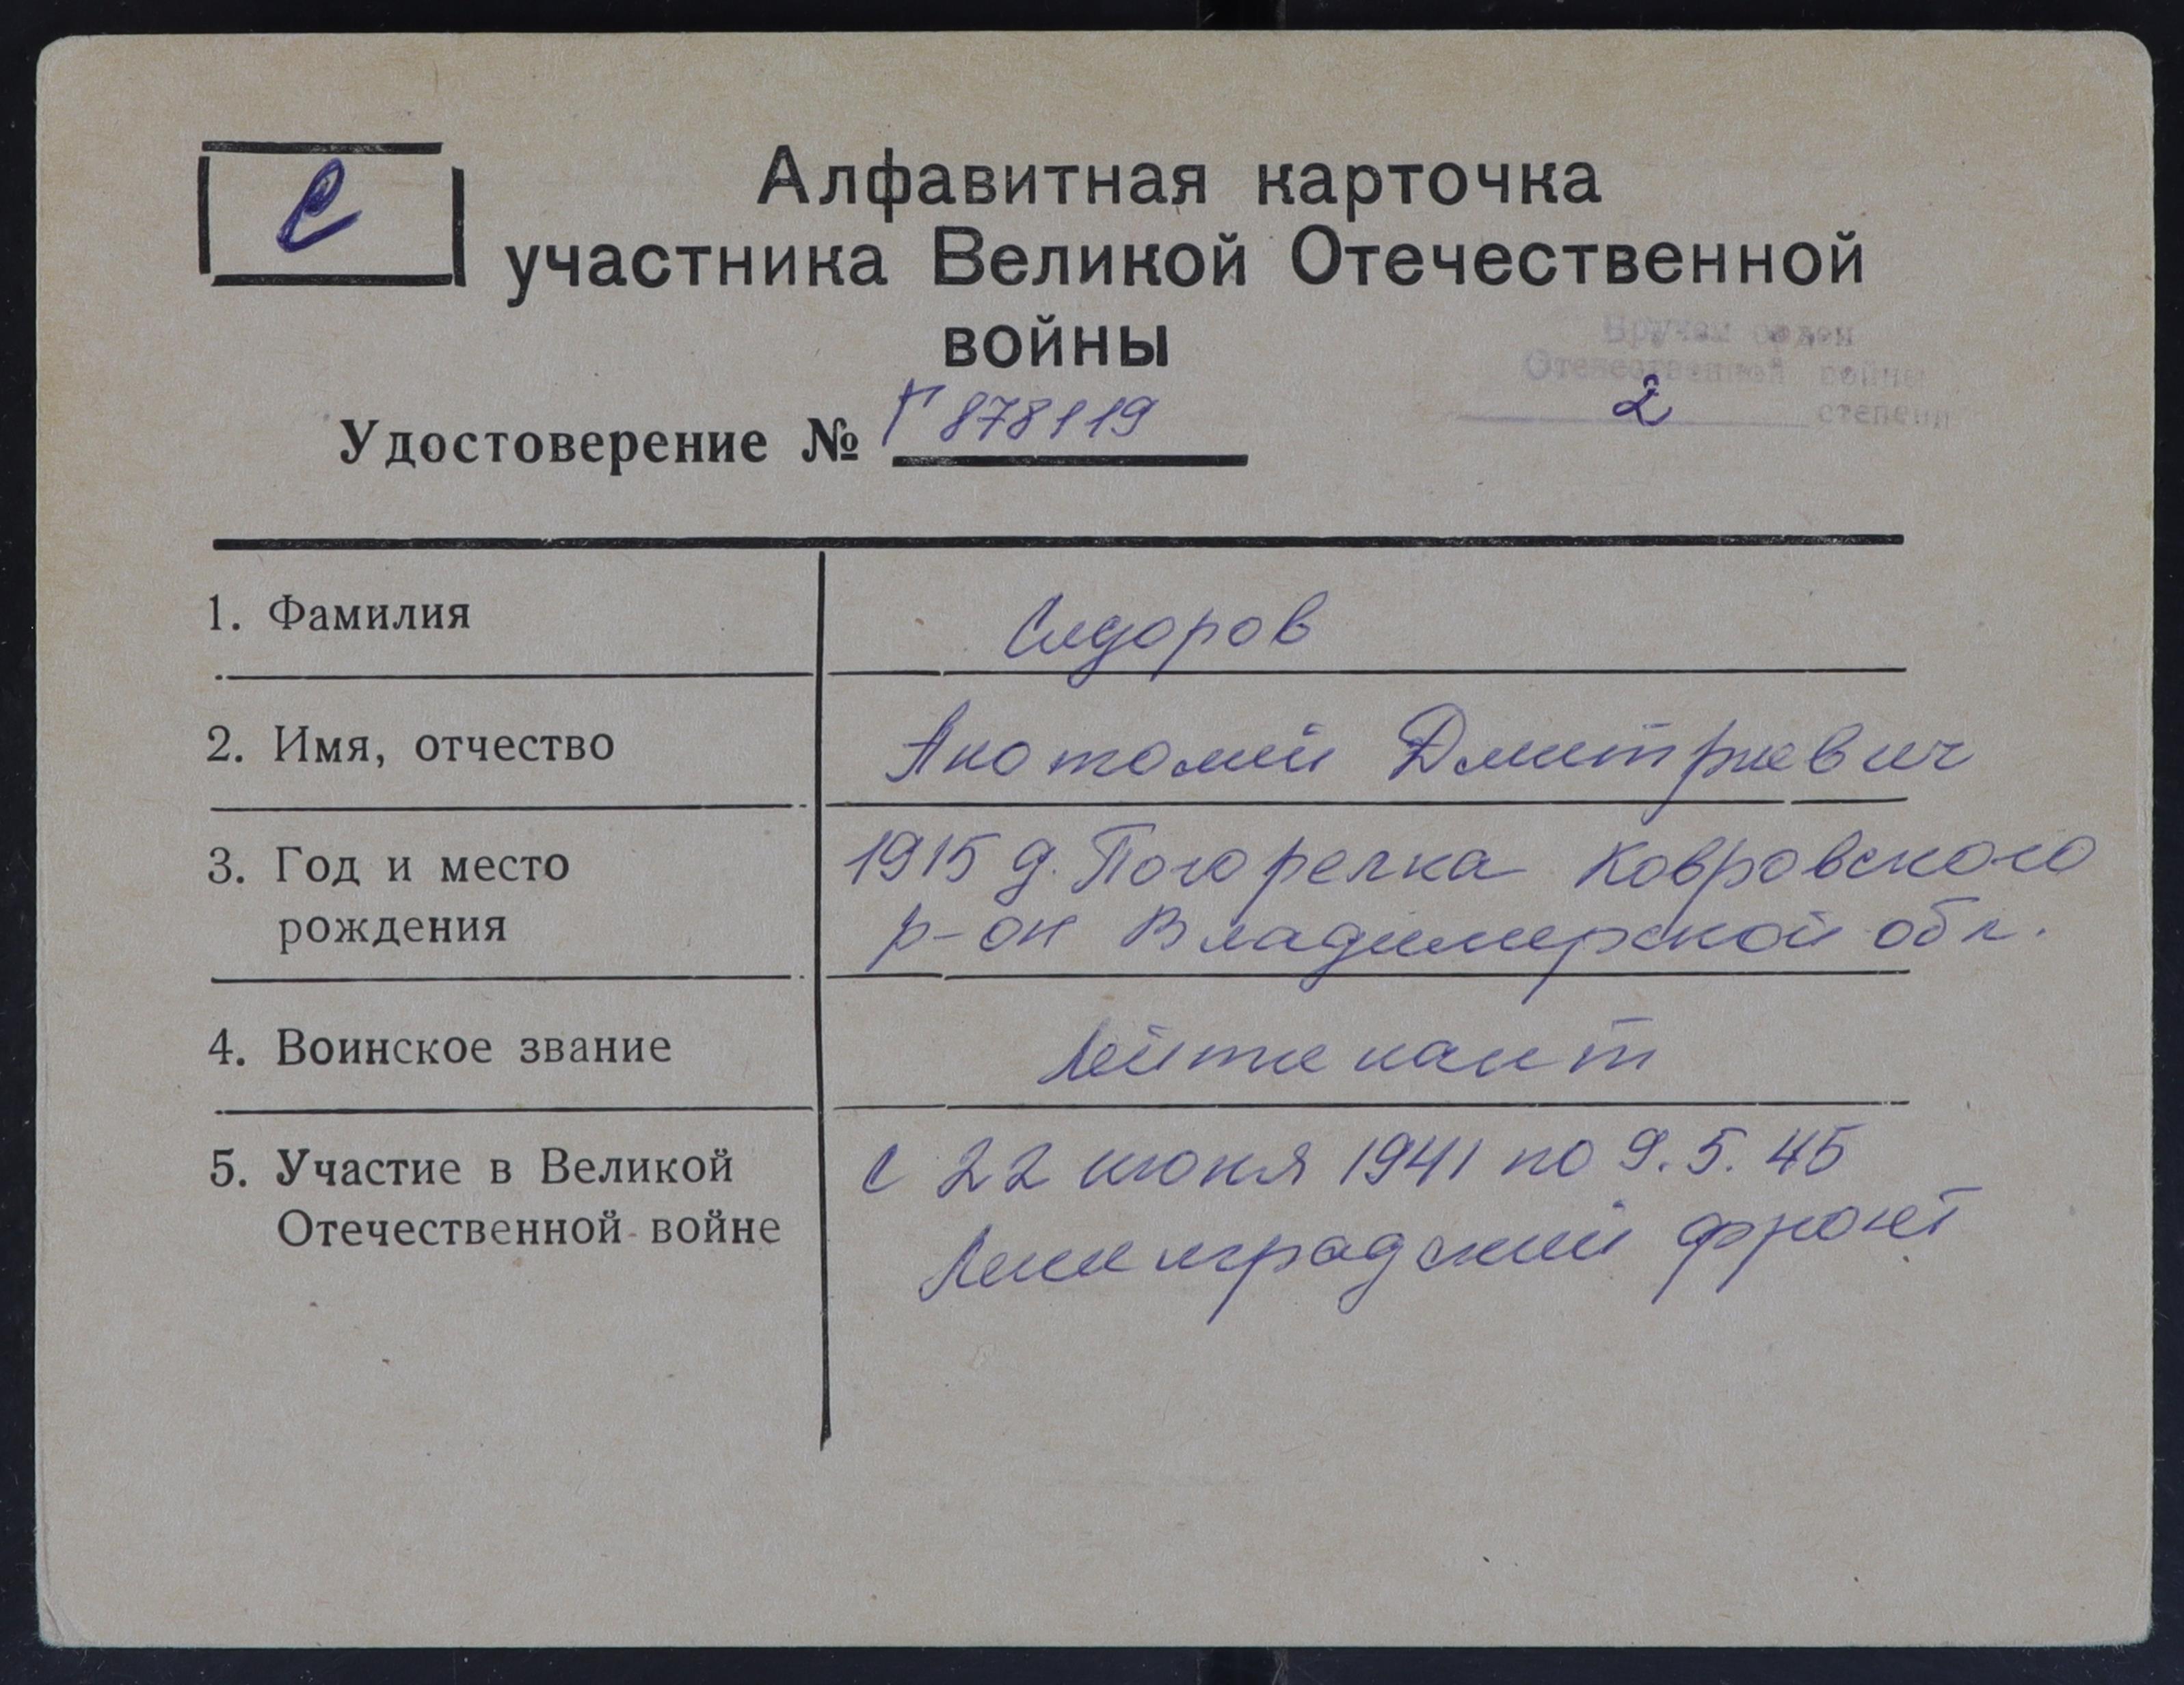 С
Алфавитная карточка
участника Великой Отечественной
войны
Вручен орден
Отечественной войны
2 степени
Удостоверение № Г 878119
1. Фамилия Сидоров
2. Имя, отчество Анатолий Дмитриевич
3. Год и место 1915 д. Погорелка Ковровского
рождения р-он Владимирской обл.
4. Воинское звание Лейтенант
5. Участие в Великой с 22 июня 1941 по 9.5.45
Отечественной войне Ленинградский фронт